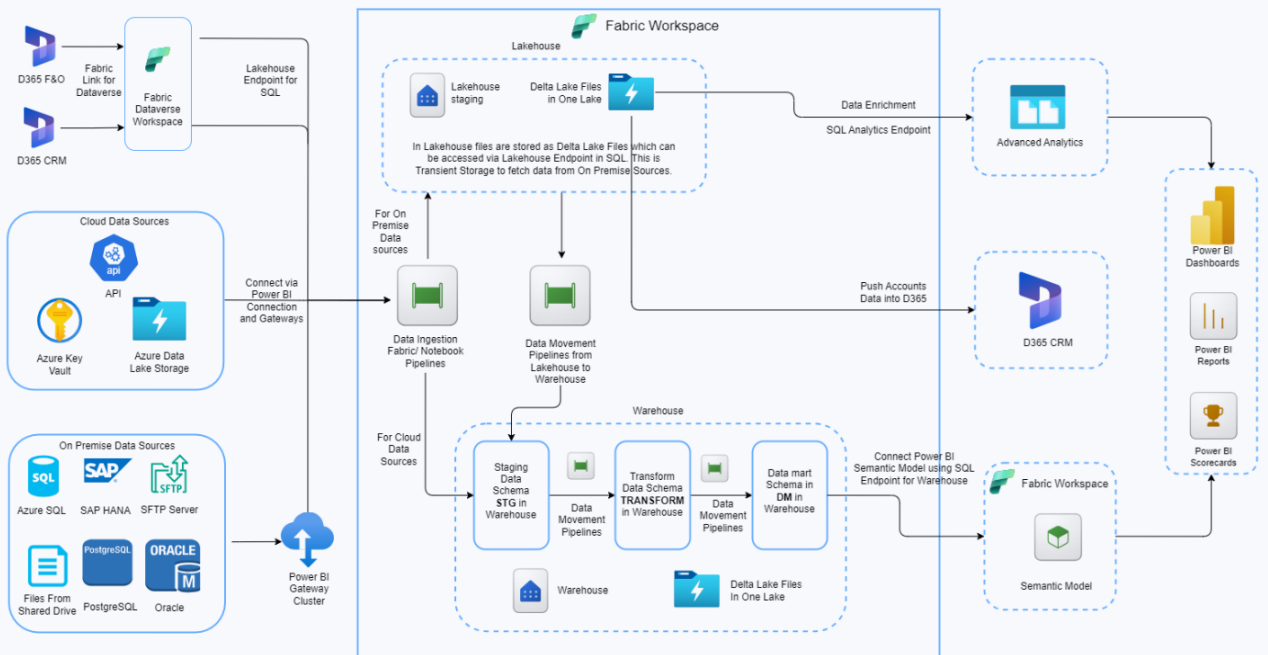 D365 F&O
Fabric
Link for
Dataverse
D365 CRM
Fabric
Dataverse
Workspace
Lakehouse
Endpoint for
SQL
Cloud Data Sources
api
API
Azure Key
Vault
Azure Data
Lake Storage
Connect via
Power BI
Connection
and Gateways
On Premise Data Sources
SQL
Azure SQL
SAP
SAP HANA
SFTP
SFTP Server
Files From
Shared Drive
PostgreSQL
PostgreSQL
ORACLE
M
Oracle
Power BI
Gateway
Cluster
Fabric Workspace
Lakehouse
Lakehouse
staging
Delta Lake Files
in One Lake
In Lakehouse files are stored as Delta Lake Files which can
be accessed via Lakehouse Endpoint in SQL. This is
Transient Storage to fetch data from On Premise Sources.
For On
Premise
Data
sources
Data Ingestion
Fabric/ Notebook
Pipelines
Data Movement
Pipelines from
Lakehouse to
Warehouse
For Cloud
Data
Sources
Warehouse
Staging
Data
Schema
STG in
Warehouse
Data
Movement
Pipelines
Transform
Data Schema
TRANSFORM
in Warehouse
Data
Movement
Pipelines
Data mart
Schema in
DM in
Warehouse
Warehouse
Delta Lake Files
In One Lake
Data Enrichment
SQL Analytics Endpoint
Advanced Analytics
Push Accounts
Data into D365
D365 CRM
Connect Power BI
Semantic Model using SQL
Endpoint for Warehouse
Fabric Workspace
Semantic Model
Power BI
Dashboards
Power BI
Reports
Power BI
Scorecards